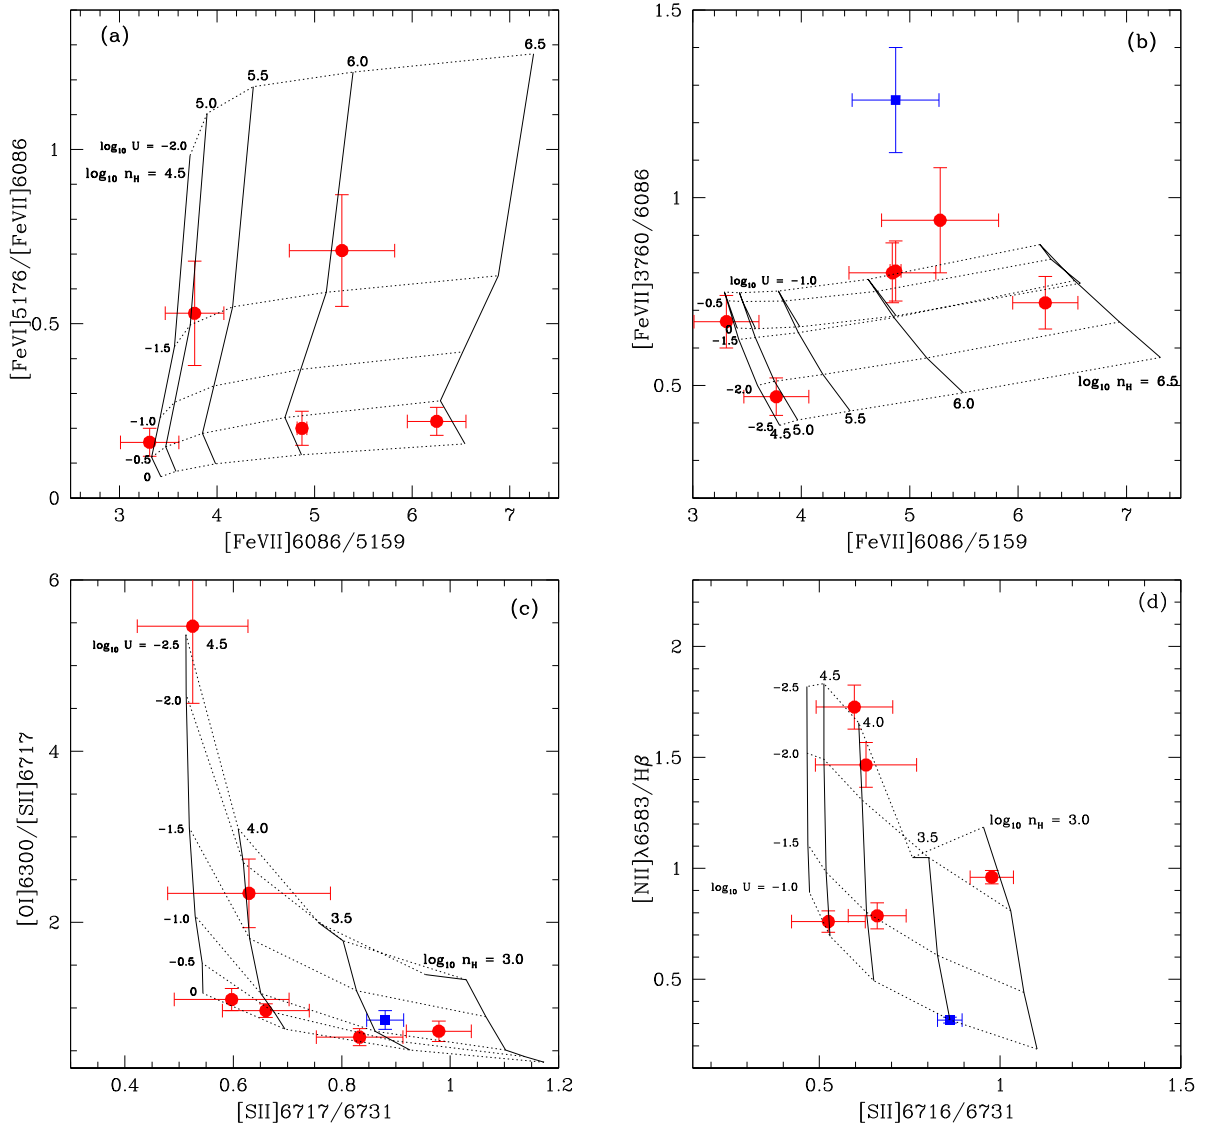 (a)
6.5
6.0
5.5
5.0
log₁₀ U = −2.0
log₁₀ n_H = 4.5
−1.5
−1.0
−0.5
0
1
0.5
0
3 4 5 6 7
[FeVI]5176/[FeVII]6086
[FeVII]6086/5159
(b)
1.5
1
0.5
log₁₀ U = −1.0
−0.5
0
−1.5
−2.0
−2.5
4.5
5.0
5.5
6.0
log₁₀ n_H = 6.5
3 4 5 6 7
[FeVII]3760/6086
[FeVII]6086/5159
(c)
6
4
2
log₁₀ U = −2.5
4.5
−2.0
−1.5
4.0
−1.0
3.5
−0.5
log₁₀ n_H = 3.0
0
0.4 0.6 0.8 1 1.2
[OI]6300/[SII]6717
[SII]6717/6731
(d)
2
1.5
1
0.5
−2.5
4.5
4.0
−2.0
−1.5
3.5
log₁₀ n_H = 3.0
log₁₀ U = −1.0
0.5 1 1.5
[NII]λ6583/Hβ
[SII]6716/6731